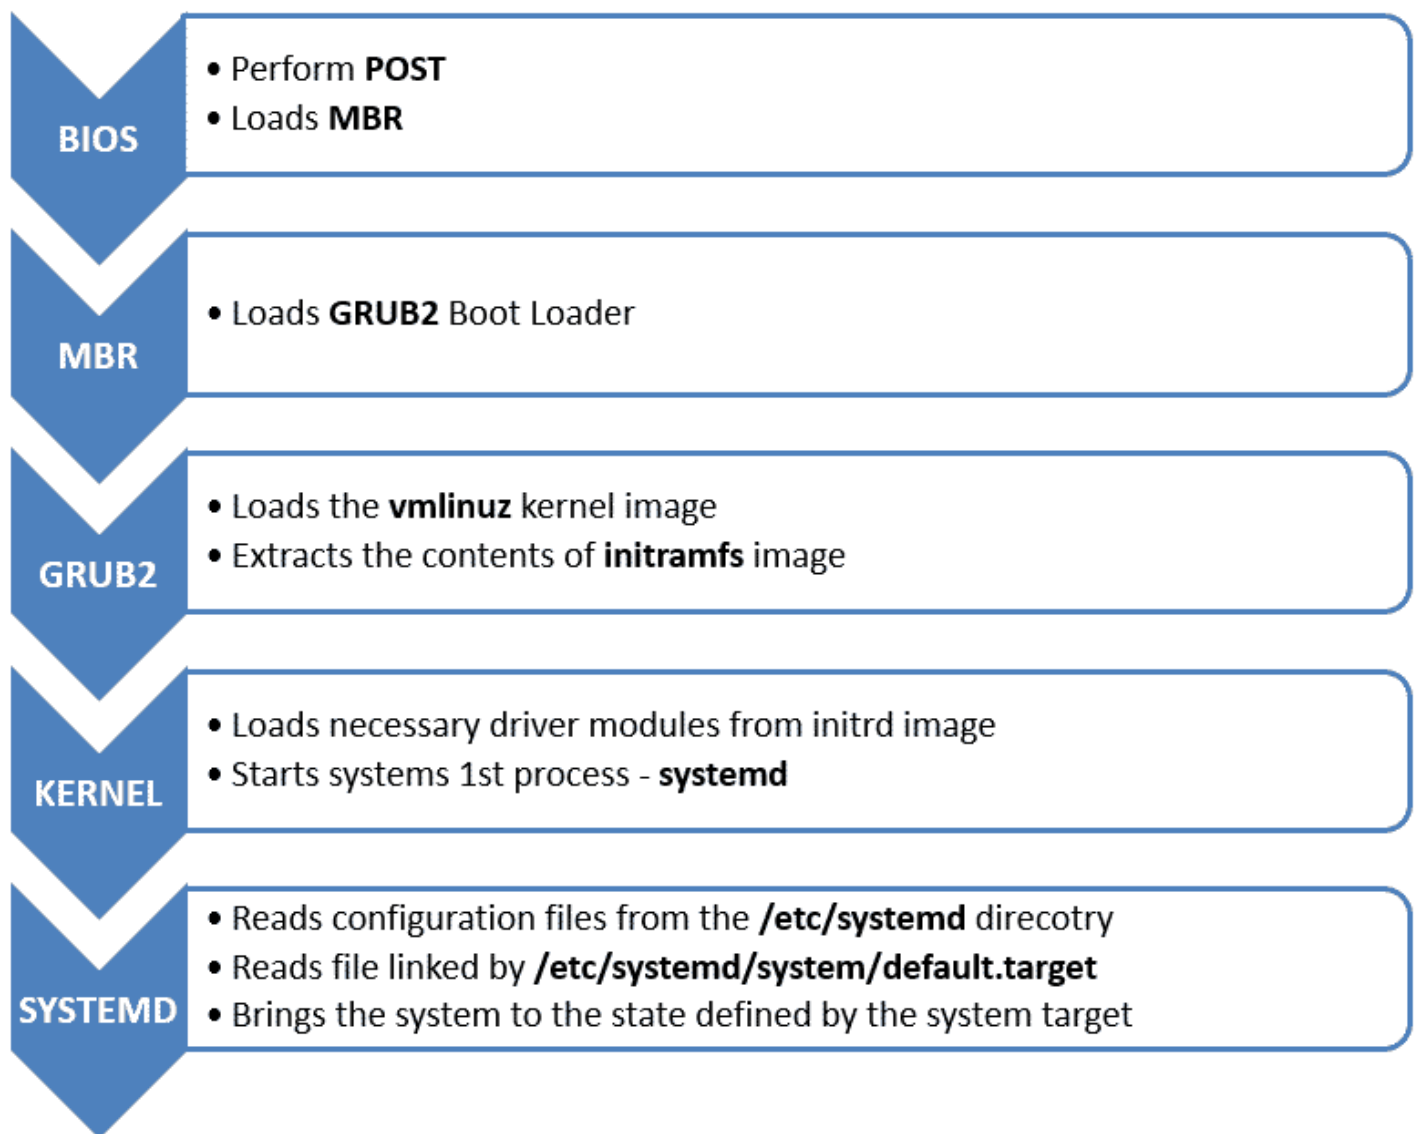 BIOS
• Perform POST
• Loads MBR
MBR
• Loads GRUB2 Boot Loader
GRUB2
• Loads the vmlinuz kernel image
• Extracts the contents of initramfs image
KERNEL
• Loads necessary driver modules from initrd image
• Starts systems 1st process - systemd
SYSTEMD
• Reads configuration files from the /etc/systemd direcotry
• Reads file linked by /etc/systemd/system/default.target
• Brings the system to the state defined by the system target